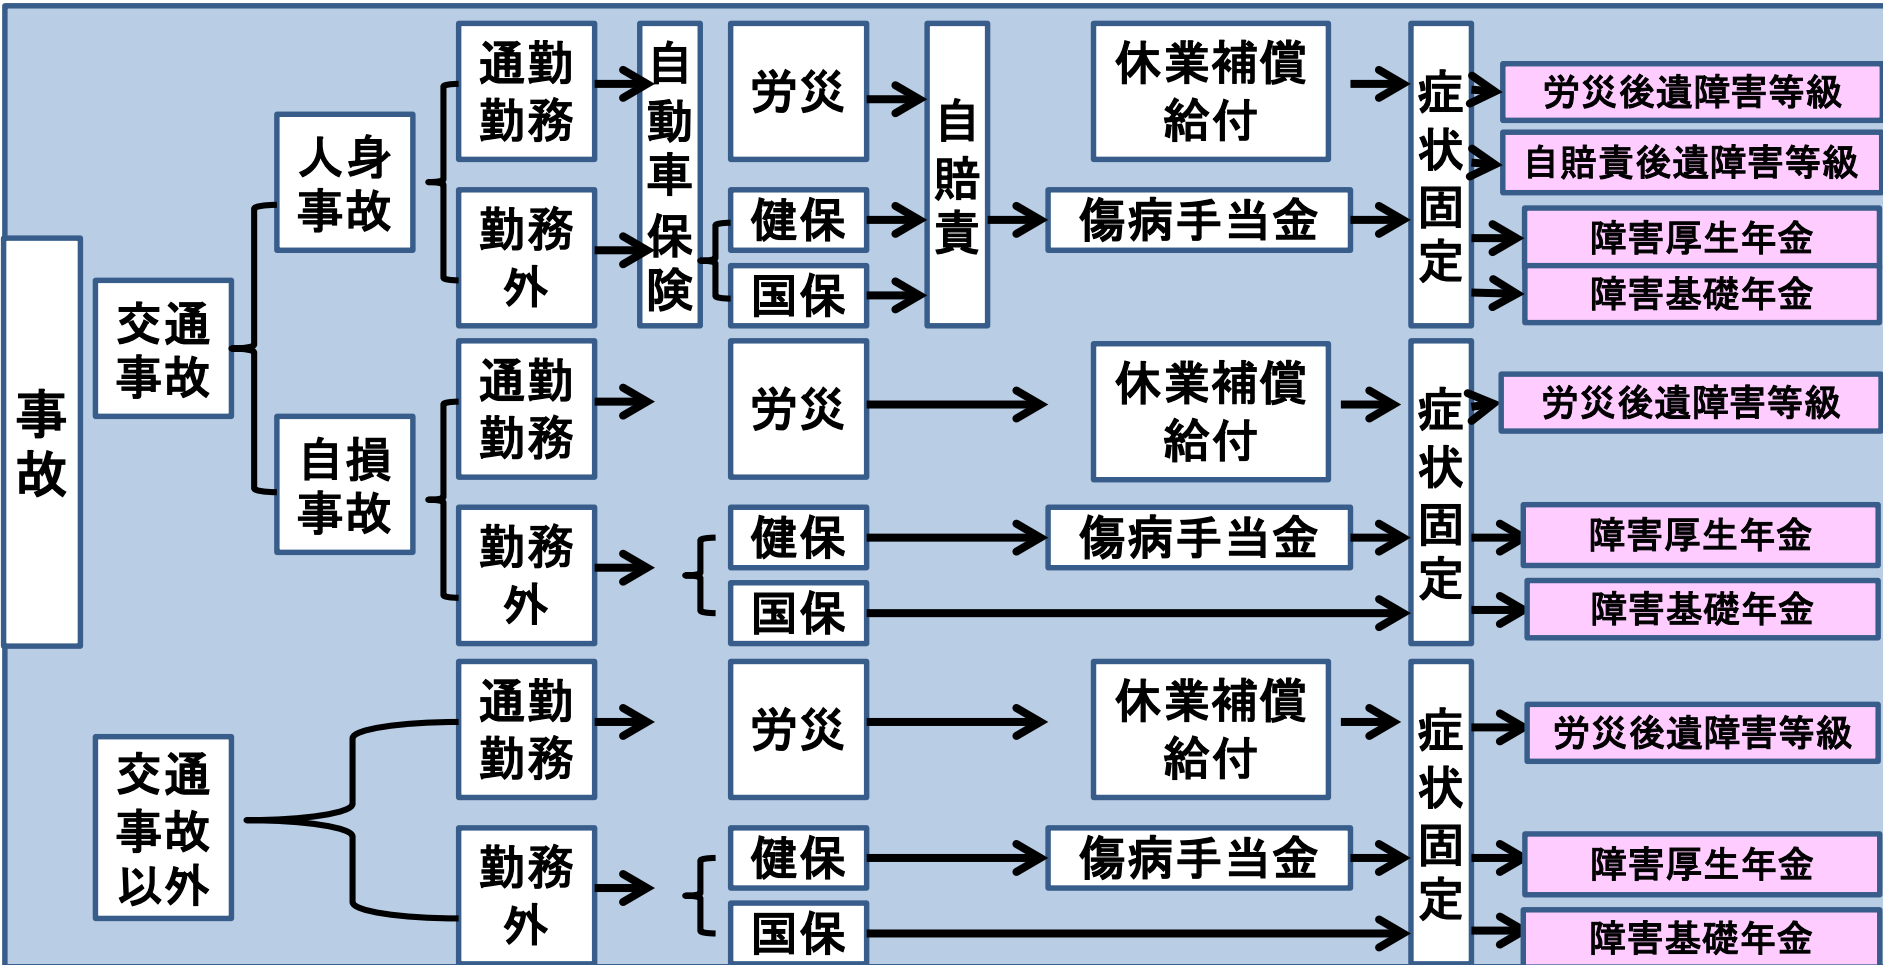 事
故
交通
事故
人身
事故
通勤
勤務
勤務
外
自
動
車
保
険
労災
健保
国保
自
賠
責
休業補償
給付
傷病手当金
症
状
固
定
労災後遺障害等級
自賠責後遺障害等級
障害厚生年金
障害基礎年金
自損
事故
通勤
勤務
勤務
外
労災
健保
国保
休業補償
給付
傷病手当金
症
状
固
定
労災後遺障害等級
障害厚生年金
障害基礎年金
交通
事故
以外
通勤
勤務
勤務
外
労災
健保
国保
休業補償
給付
傷病手当金
症
状
固
定
労災後遺障害等級
障害厚生年金
障害基礎年金